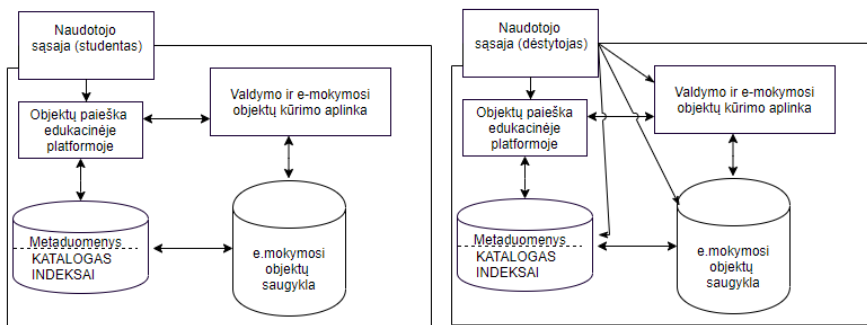 Naudotojo
sąsaja (studentas)
Valdymo ir e-mokymosi
objektų kūrimo aplinka
Objektų paieška
edukacinėje
platformoje
Metaduomenys
KATALOGAS
INDEKSAI
e.mokymosi
objektų
saugykla
Naudotojo
sąsaja (dėstytojas)
Valdymo ir e-mokymosi
objektų kūrimo aplinka
Objektų paieška
edukacinėje
platformoje
Metaduomenys
KATALOGAS
INDEKSAI
e.mokymosi
objektų
saugykla